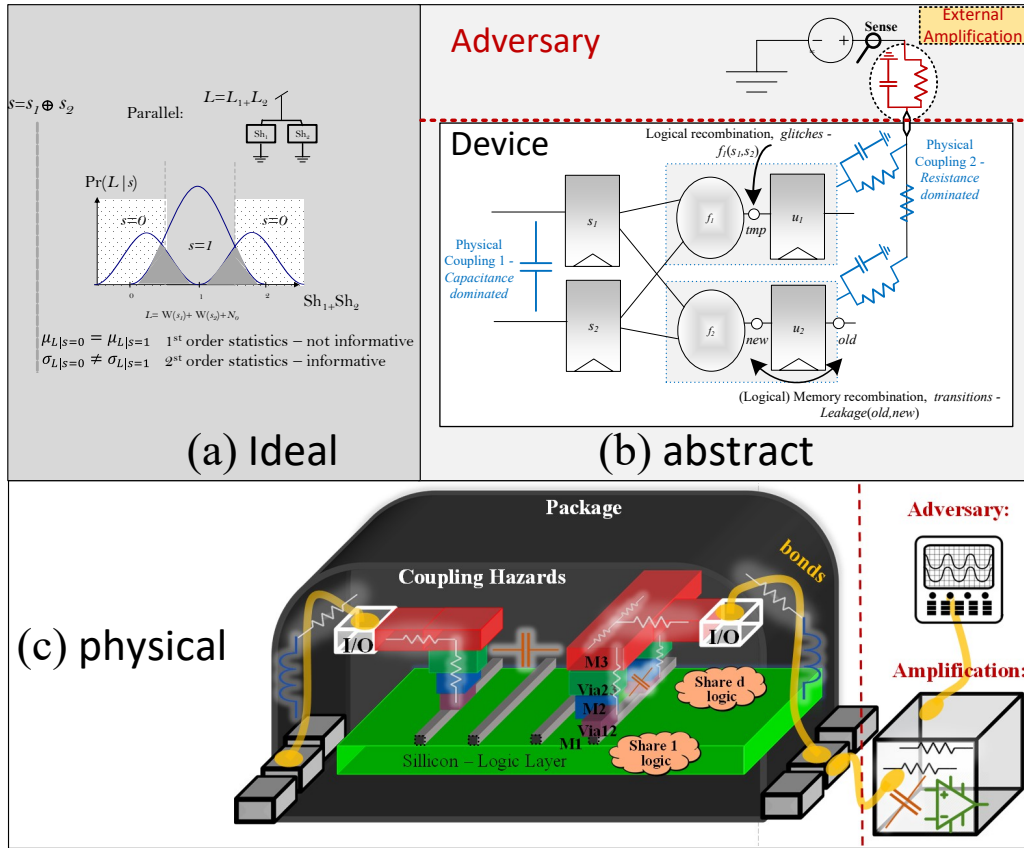 s=s1⊕ s2
Parallel:
L=L1+L2
Sh1
Sh2
Pr(L|s)
s=0
s=0
s=1
0
1
2
Sh1+Sh2
L= W(s1)+ W(s2)+N0
μL|s=0 = μL|s=1 1st order statistics – not informative
σL|s=0 ≠ σL|s=1 2st order statistics – informative
(a) Ideal
Adversary
Sense
External
Amplification
Device
Logical recombination, glitches -
f1(s1,s2)
Physical
Coupling 2 -
Resistance
dominated
Physical
Coupling 1 -
Capacitance
dominated
s1
f1
tmp
u1
s2
f2
new
u2
old
(Logical) Memory recombination, transitions -
Leakage(old,new)
(b) abstract
(c) physical
Package
Coupling Hazards
bonds
I/O
I/O
M3
Via23
M2
Via12
M1
Share d
logic
Share 1
logic
Sillicon – Logic Layer
Adversary:
Amplification: